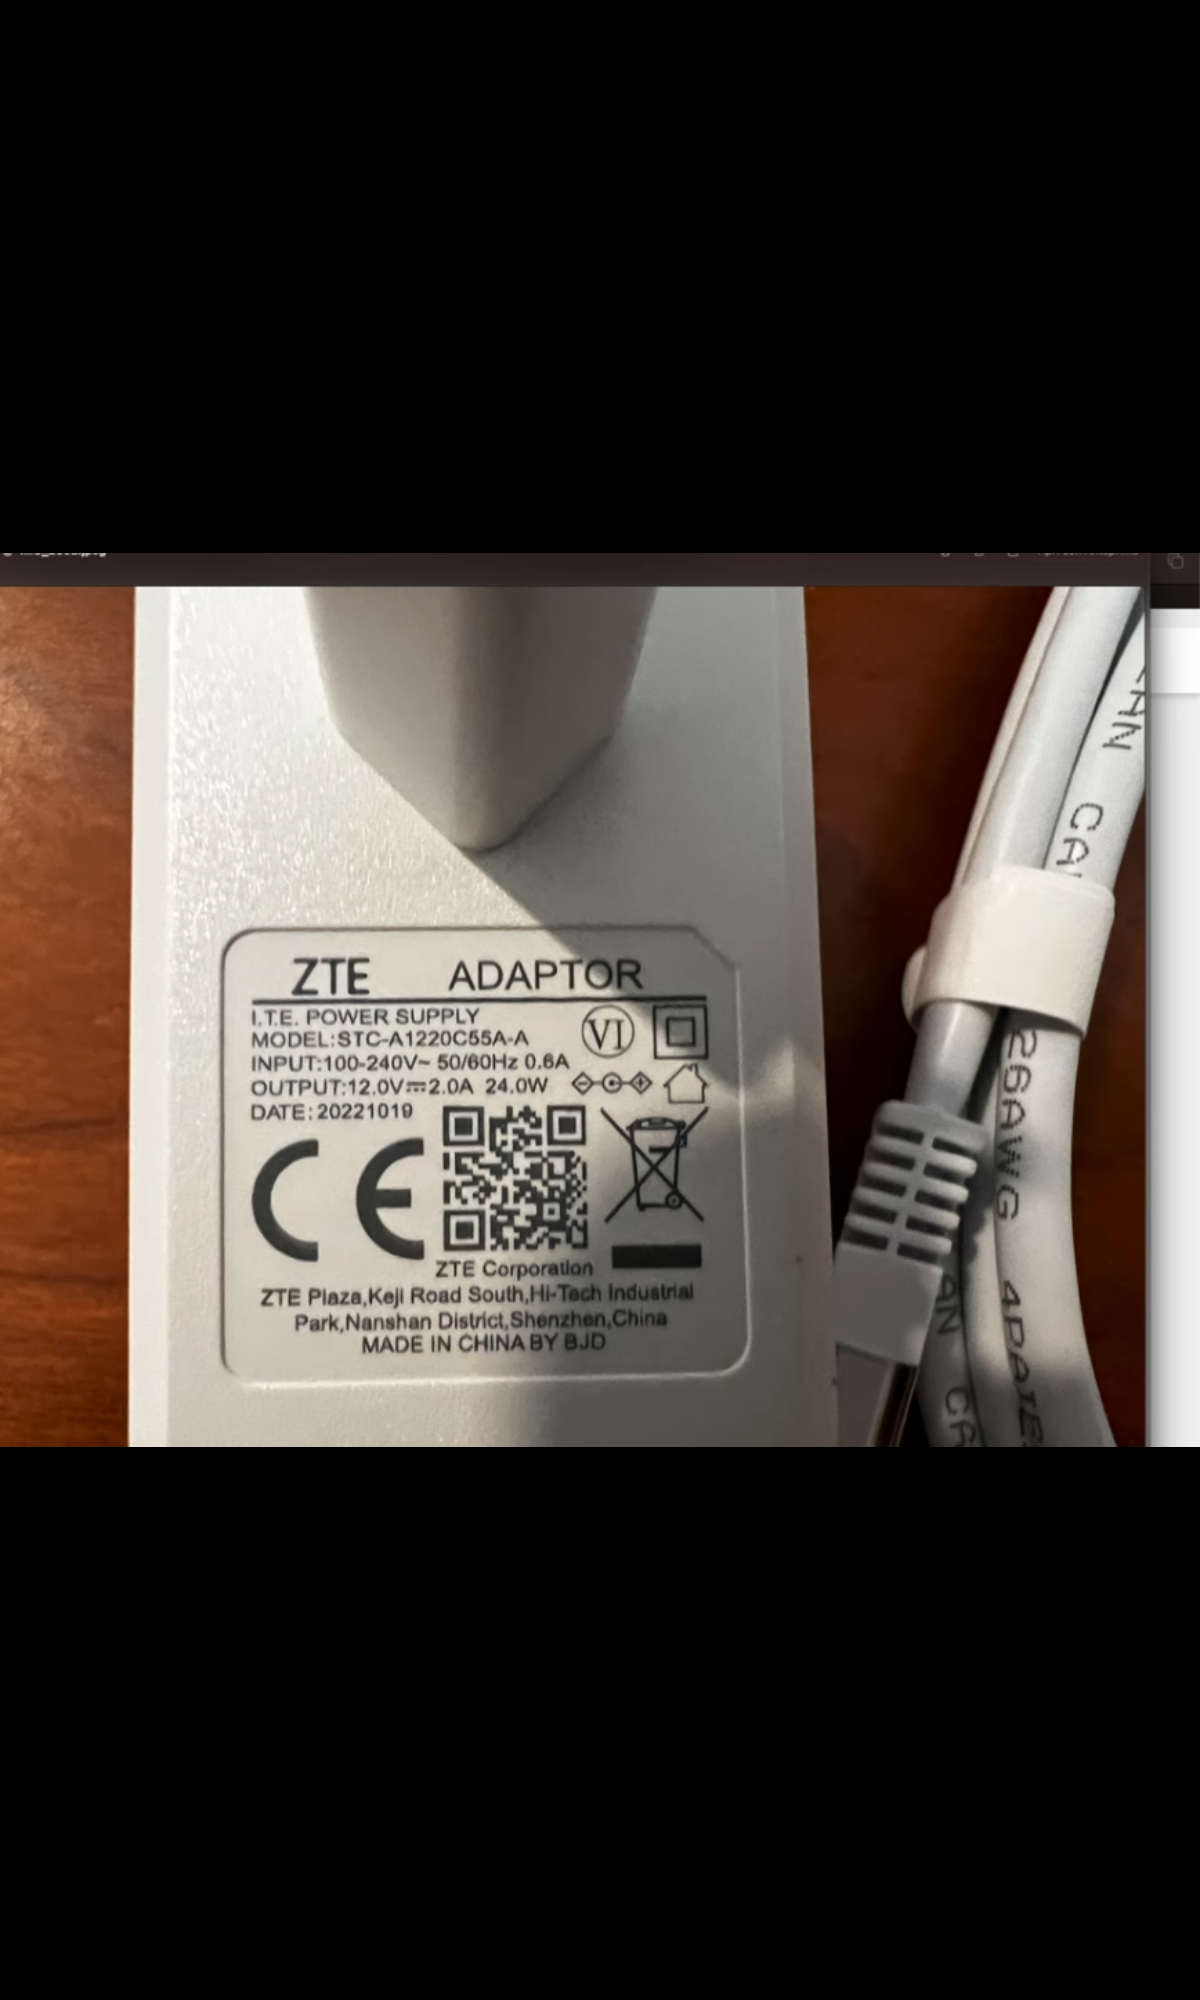 ZTE ADAPTOR
I.T.E. POWER SUPPLY
MODEL:STC-A1220C55A-A
INPUT:100-240V~ 50/60Hz 0.6A
OUTPUT:12.0V⎓2.0A 24.0W
DATE:20221019
VI
CE
ZTE Corporation
ZTE Plaza,Keji Road South,Hi-Tech Industrial
Park,Nanshan District,Shenzhen,China
MADE IN CHINA BY BJD
26AWG 4PAI